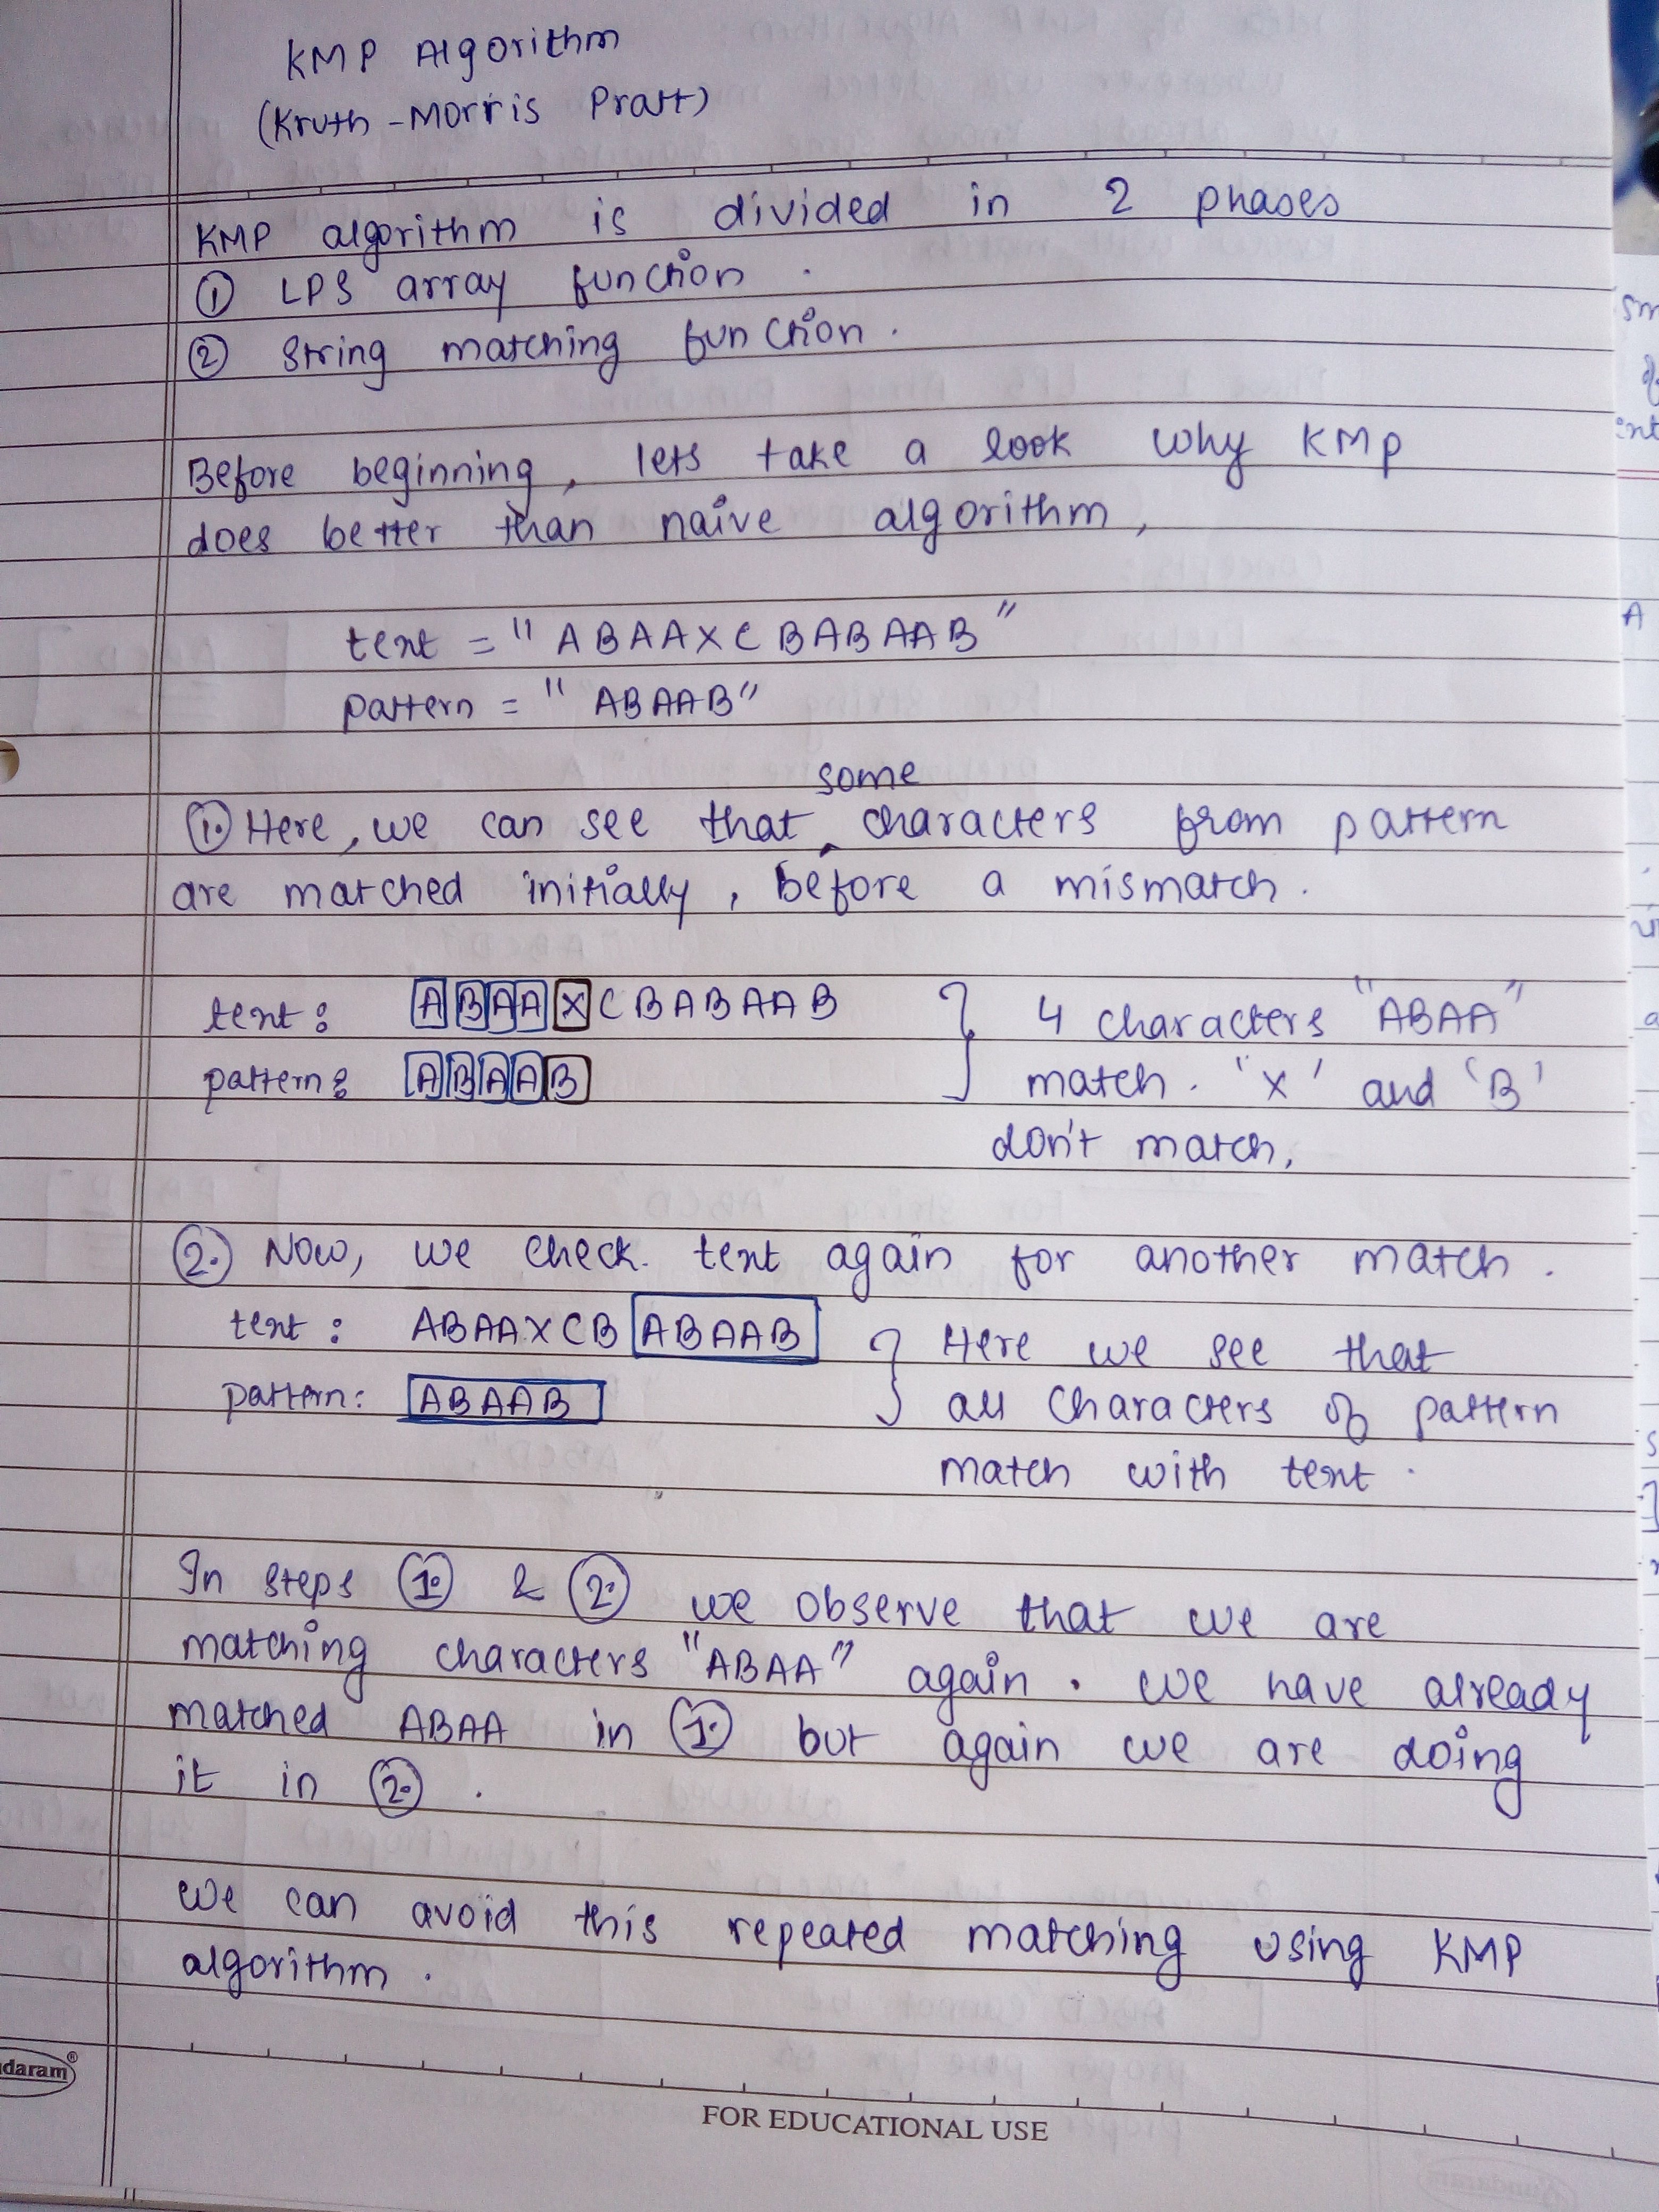 KMP Algorithm
(Kruth-Morris Pratt)
KMP algorithm is divided in 2 phases
① LPS array function.
② String matching function.
Before beginning, lets take a look why KMP
does better than naive algorithm,
text = "ABAAXCBABAAB"
pattern = "ABAAB"
some
①. Here, we can see that ‸ characters from pattern
are matched initially, before a mismatch.
text: ABAAXCBABAAB } 4 characters "ABAA"
pattern: ABAAB match. 'X' and 'B'
don't match,
②. Now, we check. text again for another match.
text: ABAAXCB ABAAB } Here we see that
pattern: ABAAB all characters of pattern
match with text.
In steps ①. & ②. we observe that we are
matching characters "ABAA" again. We have already
matched ABAA in ①. but again we are doing
it in ②. .
We can avoid this repeated matching using KMP
algorithm.
daram®
FOR EDUCATIONAL USE